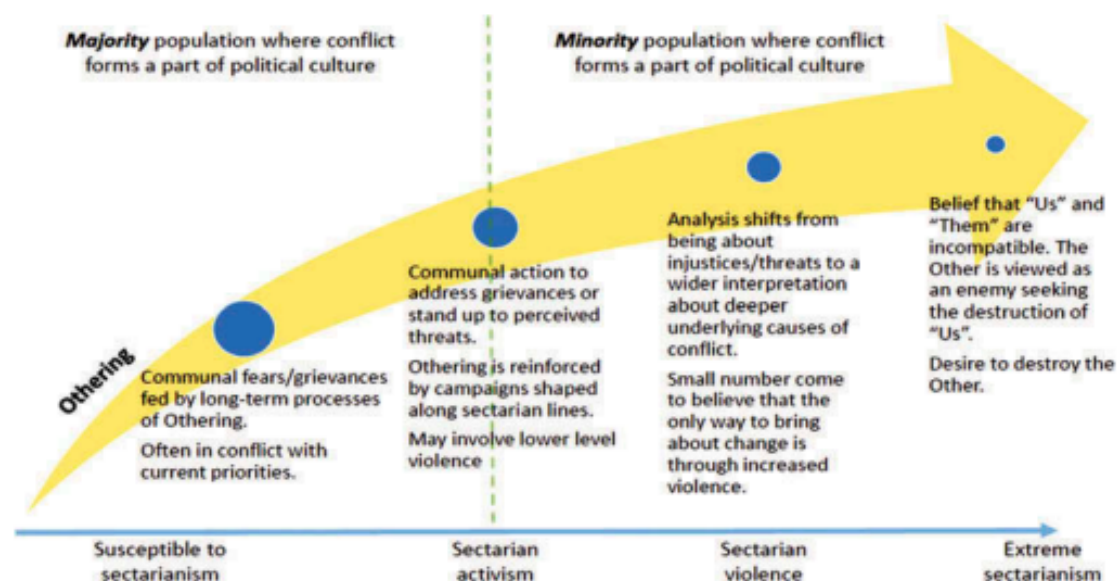 Majority population where conflict
forms a part of political culture
Minority population where conflict
forms a part of political culture
Othering
Communal fears/grievances
fed by long-term processes
of Othering.
Often in conflict with
current priorities.
Communal action to
address grievances or
stand up to perceived
threats.
Othering is reinforced
by campaigns shaped
along sectarian lines.
May involve lower level
violence
Analysis shifts from
being about
injustices/threats to a
wider interpretation
about deeper
underlying causes of
conflict.
Small number come
to believe that the
only way to bring
about change is
through increased
violence.
Belief that “Us” and
“Them” are
incompatible. The
Other is viewed as
an enemy seeking
the destruction of
“Us”.
Desire to destroy the
Other.
Susceptible to
sectarianism
Sectarian
activism
Sectarian
violence
Extreme
sectarianism